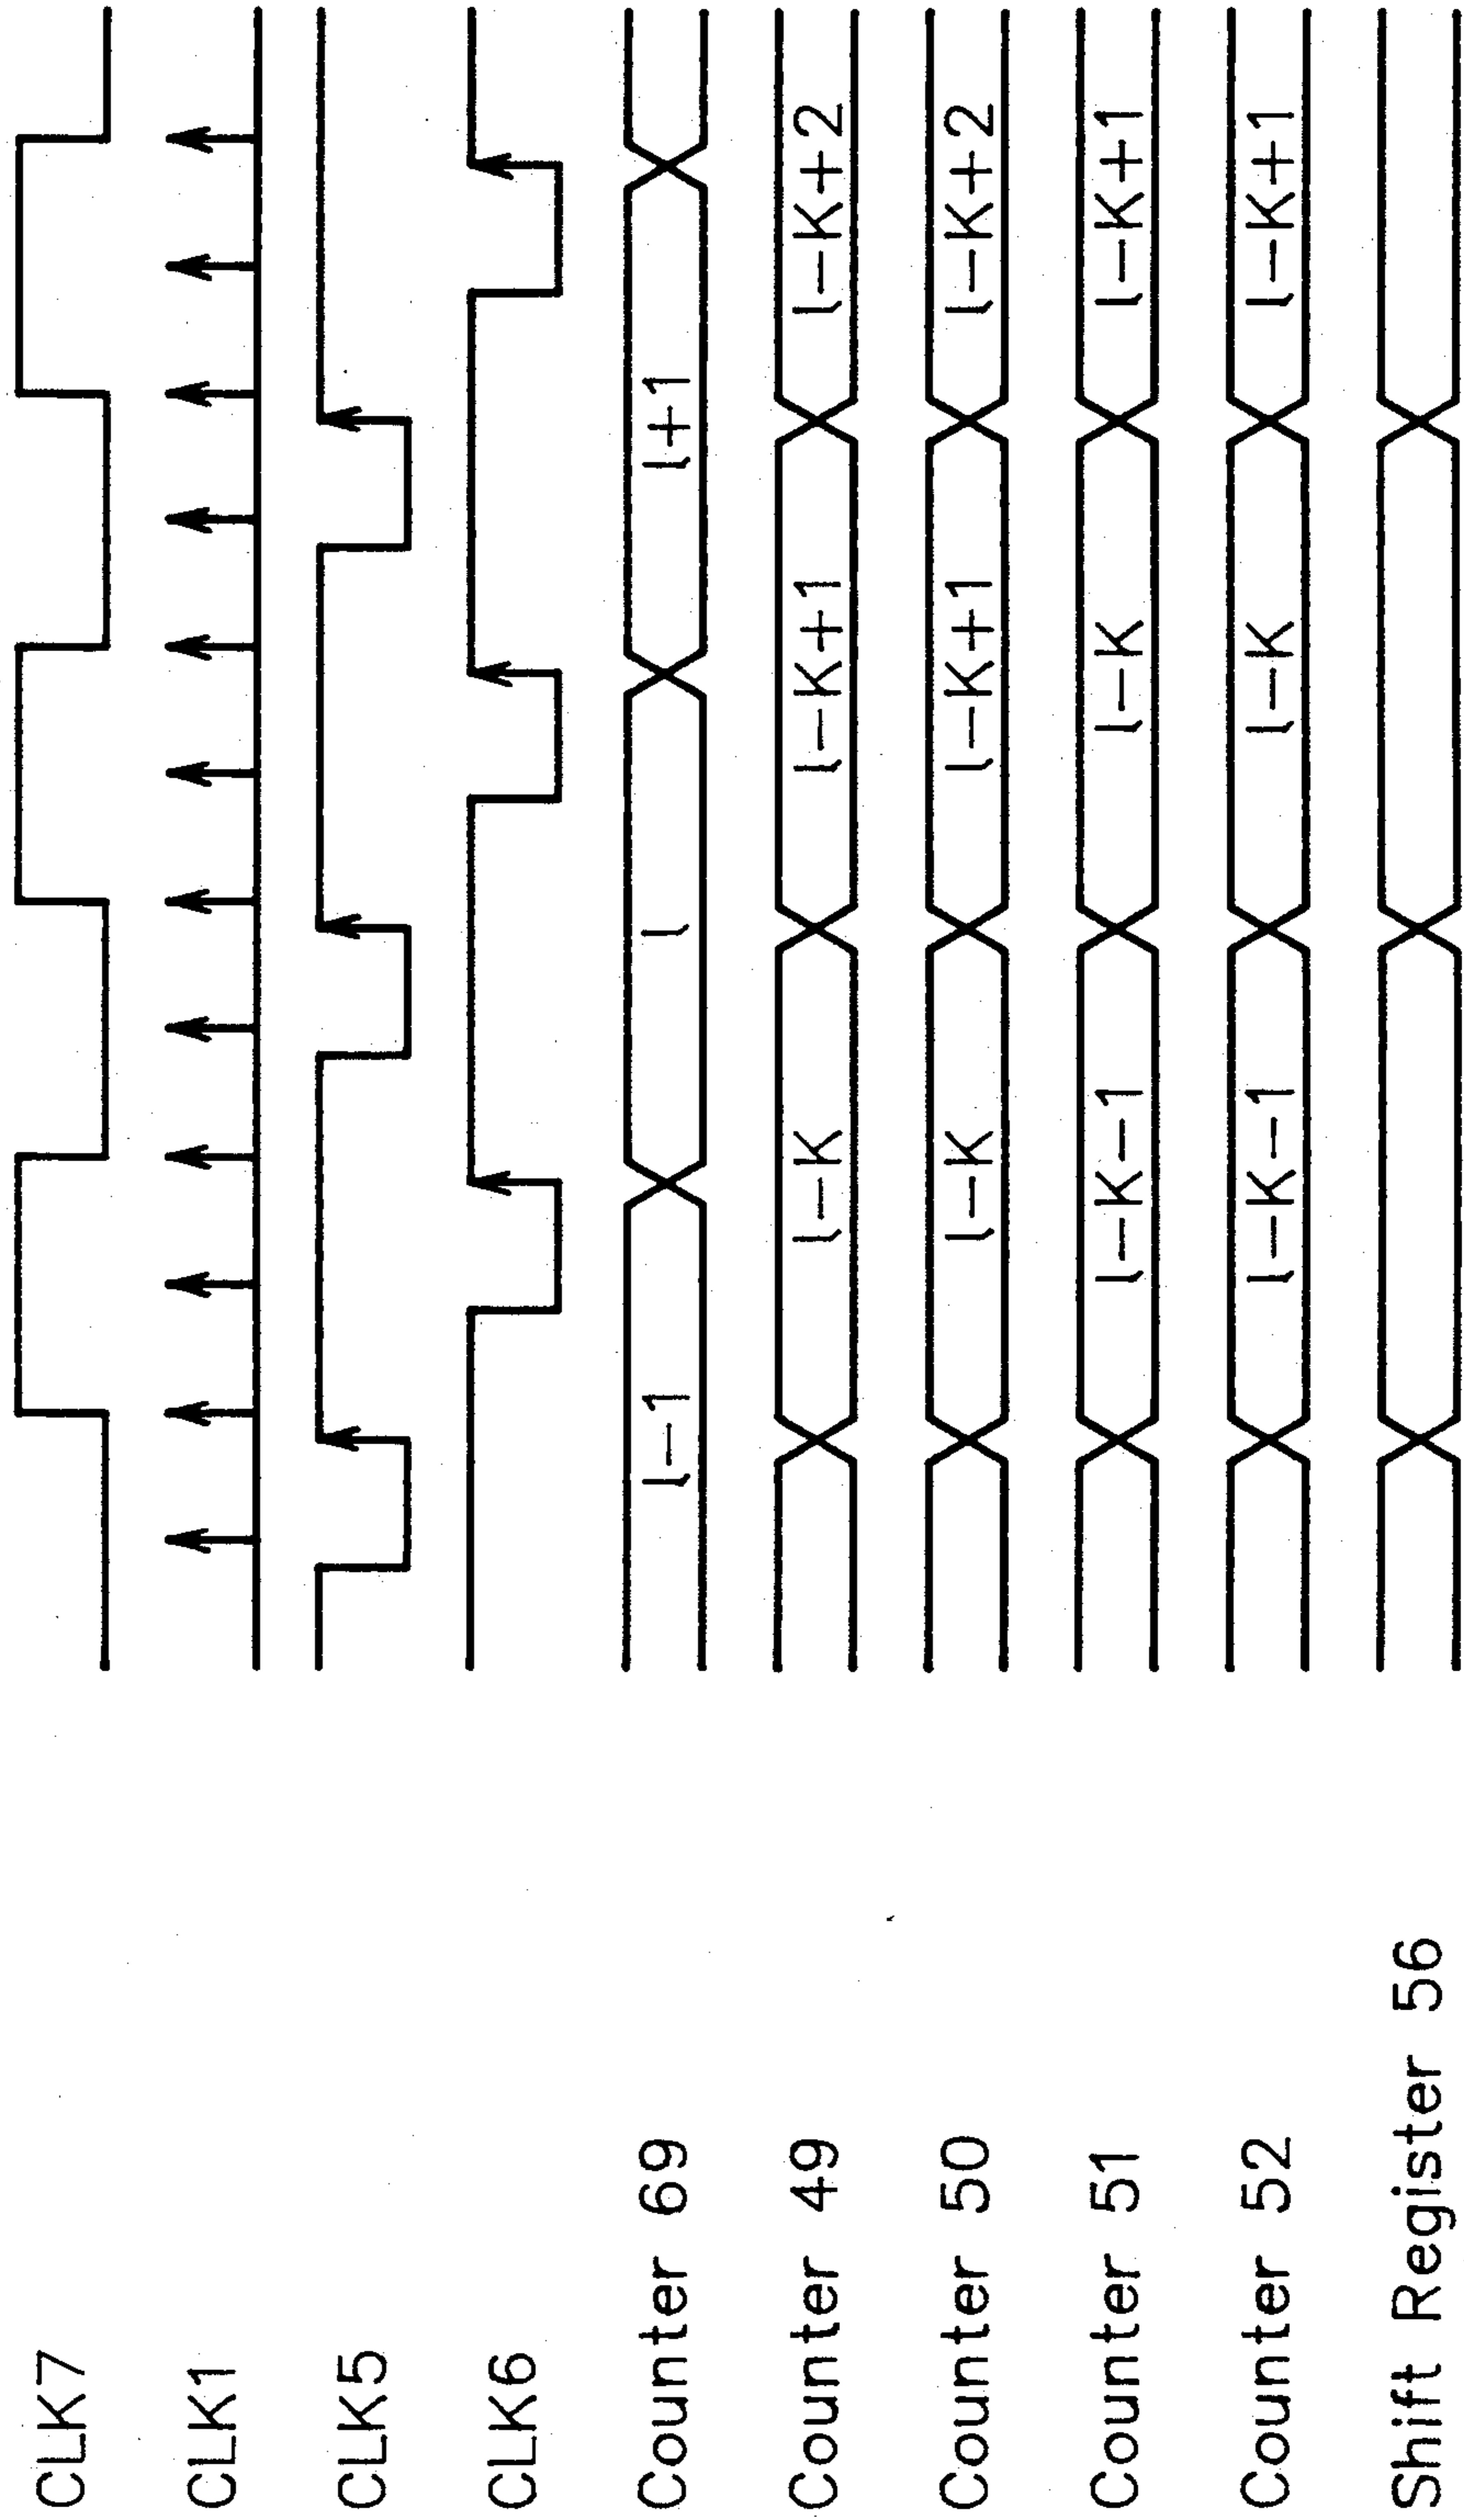 CLK7
CLK1
CLK5
CLK6
Counter 69 l-1 l l+1
Counter 49 l-K l-K+1 l-K+2
Counter 50 l-K l-K+1 l-K+2
Counter 51 l-K-1 l-K l-K+1
Counter 52 l-K-1 l-K l-K+1
Shift Register 56